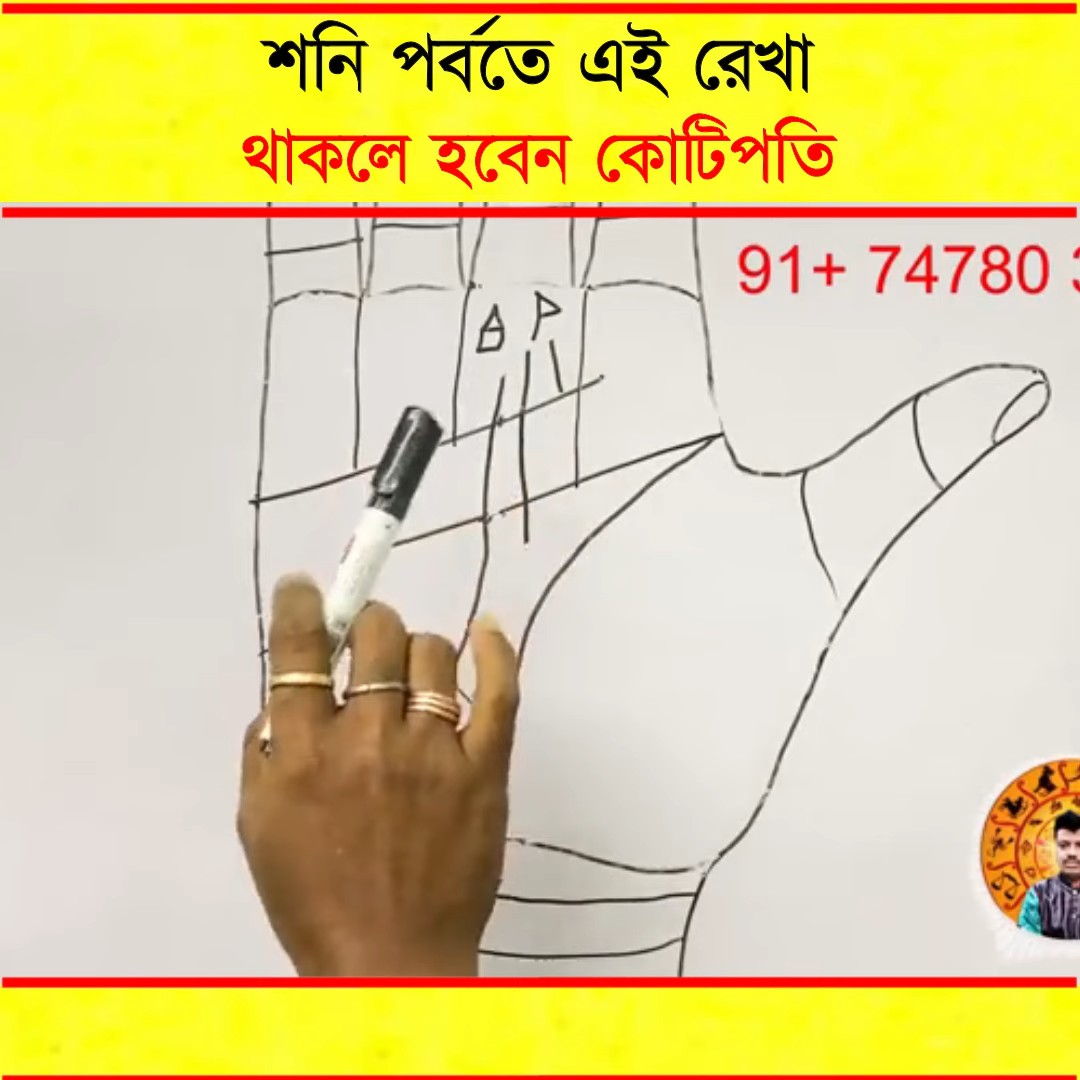 শনি পর্বতে এই রেখা
থাকলে হবেন কোটিপতি
91+ 74780